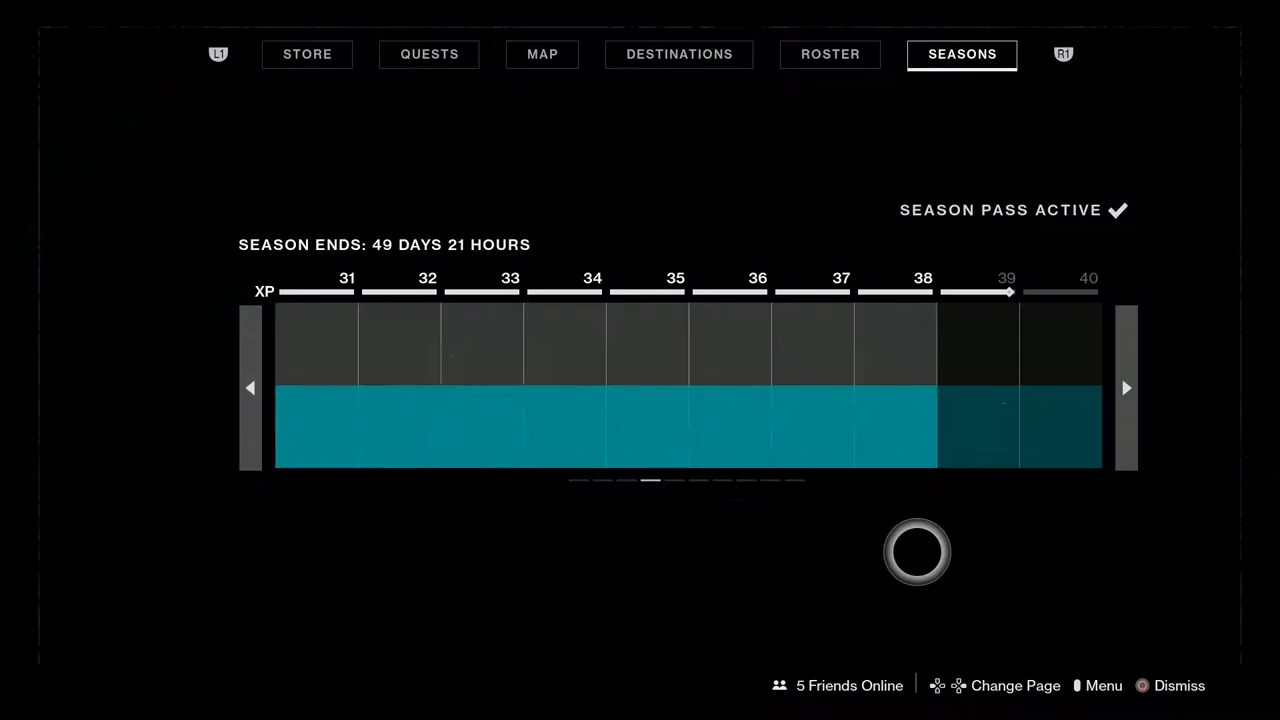 L1 STORE QUESTS MAP DESTINATIONS ROSTER SEASONS R1
SEASON PASS ACTIVE
SEASON ENDS: 49 DAYS 21 HOURS
XP 31 32 33 34 35 36 37 38 39 40
5 Friends Online Change Page Menu Dismiss